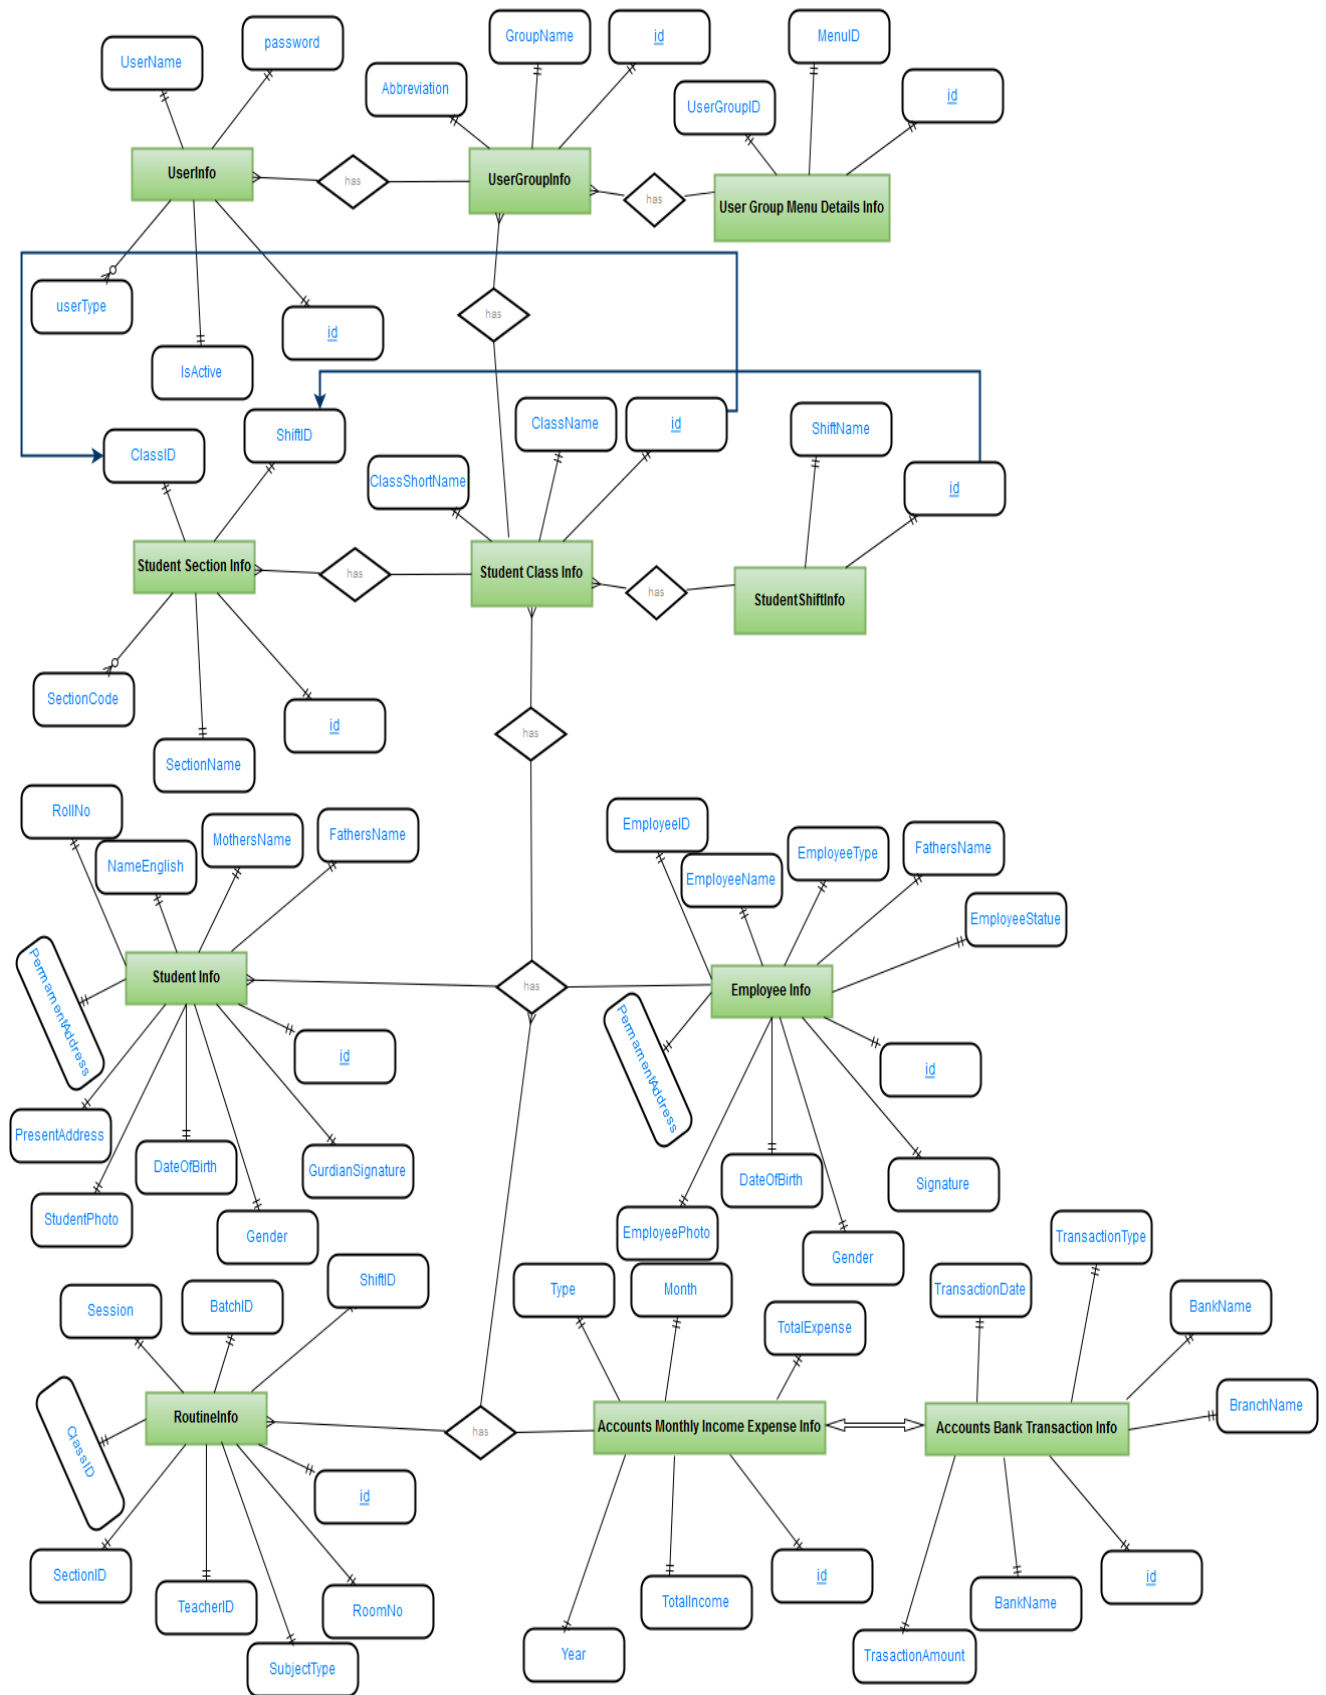 UserName
password
GroupName
id
MenuID
Abbreviation
UserGroupID
id
UserInfo
has
UserGroupInfo
has
User Group Menu Details Info
userType
IsActive
id
has
ClassID
ShiftID
ClassName
id
ShiftName
ClassShortName
id
Student Section Info
has
Student Class Info
has
StudentShiftInfo
SectionCode
SectionName
id
has
RollNo
NameEnglish
MothersName
FathersName
EmployeeID
EmployeeName
EmployeeType
FathersName
EmployeeStatue
PermamentAddress
Student Info
has
Employee Info
PermamentAddress
id
id
PresentAddress
DateOfBirth
GurdianSignature
StudentPhoto
Gender
DateOfBirth
Signature
EmployeePhoto
Gender
Session
BatchID
ShiftID
Type
Month
TotalExpense
TransactionDate
TransactionType
BankName
BranchName
ClassID
RoutineInfo
has
Accounts Monthly Income Expense Info
Accounts Bank Transaction Info
id
SectionID
TeacherID
RoomNo
SubjectType
Year
TotalIncome
id
TrasactionAmount
BankName
id